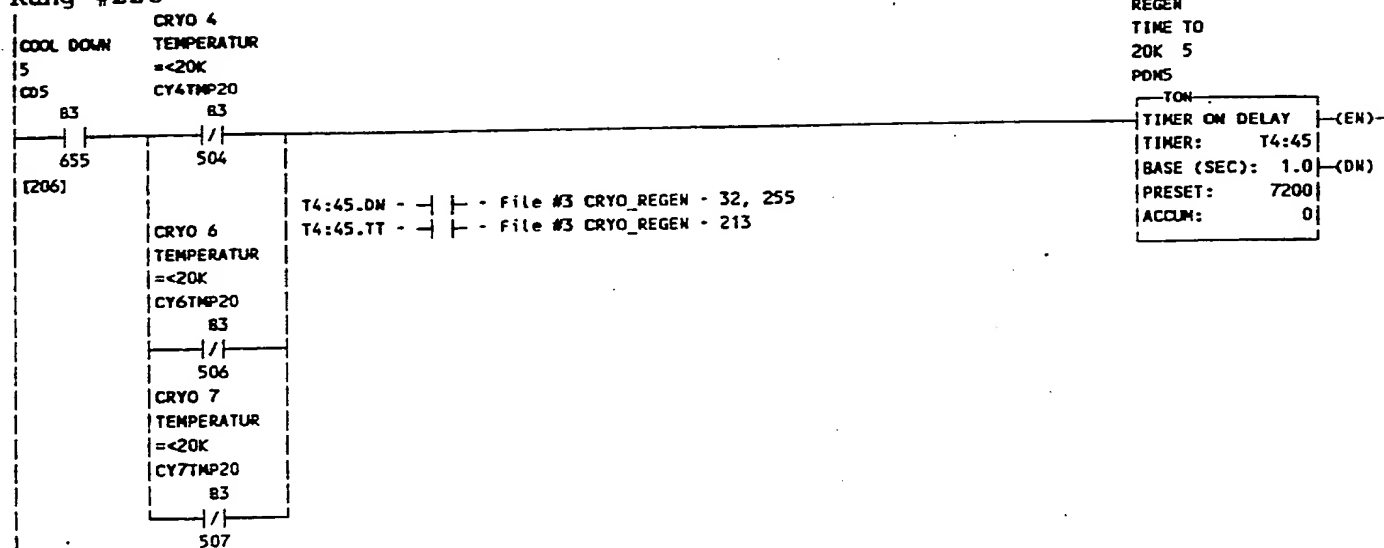 CRYO 4
COOL DOWN TEMPERATUR
5 =<20K
CD5 CY4TMP20
B3 B3
655 504
[206]
REGEN
TIME TO
20K 5
PDM5
TON
TIMER ON DELAY (EN)
TIMER: T4:45
BASE (SEC): 1.0 (DN)
PRESET: 7200
ACCUM: 0
T4:45.DN - ┤ ├ - File #3 CRYO_REGEN - 32, 255
T4:45.TT - ┤ ├ - File #3 CRYO_REGEN - 213
CRYO 6
TEMPERATUR
=<20K
CY6TMP20
B3
506
CRYO 7
TEMPERATUR
=<20K
CY7TMP20
B3
507